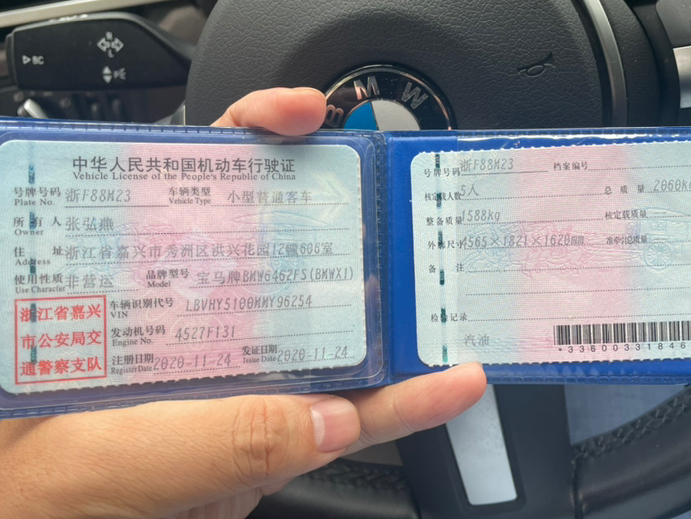 BC
BMW
中华人民共和国机动车行驶证
Vehicle License of the People's Republic of China
号牌号码 浙F88M23 车辆类型 小型普通客车
Plate No. Vehicle Type
所有人 张弘燕
Owner
住址 浙江省嘉兴市秀洲区洪兴花园12幢606室
Address
使用性质 非营运 品牌型号 宝马牌BMW6462FS(BMWX1)
Use Character Model
浙江省嘉兴
市公安局交
通警察支队
车辆识别代号 LBVHY5100MMY96254
VIN
发动机号码 4527F131
Engine No.
注册日期 2020-11-24 发证日期 2020-11-24
Register Date Issue Date
号牌号码 浙F88M23 档案编号
核定载人数 5人 总质量 2060kg
整备质量 1588kg 核定载质量
外廓尺寸 4565×1821×1620mm 准牵引总质量
备注
检验记录
汽油
*33600331846